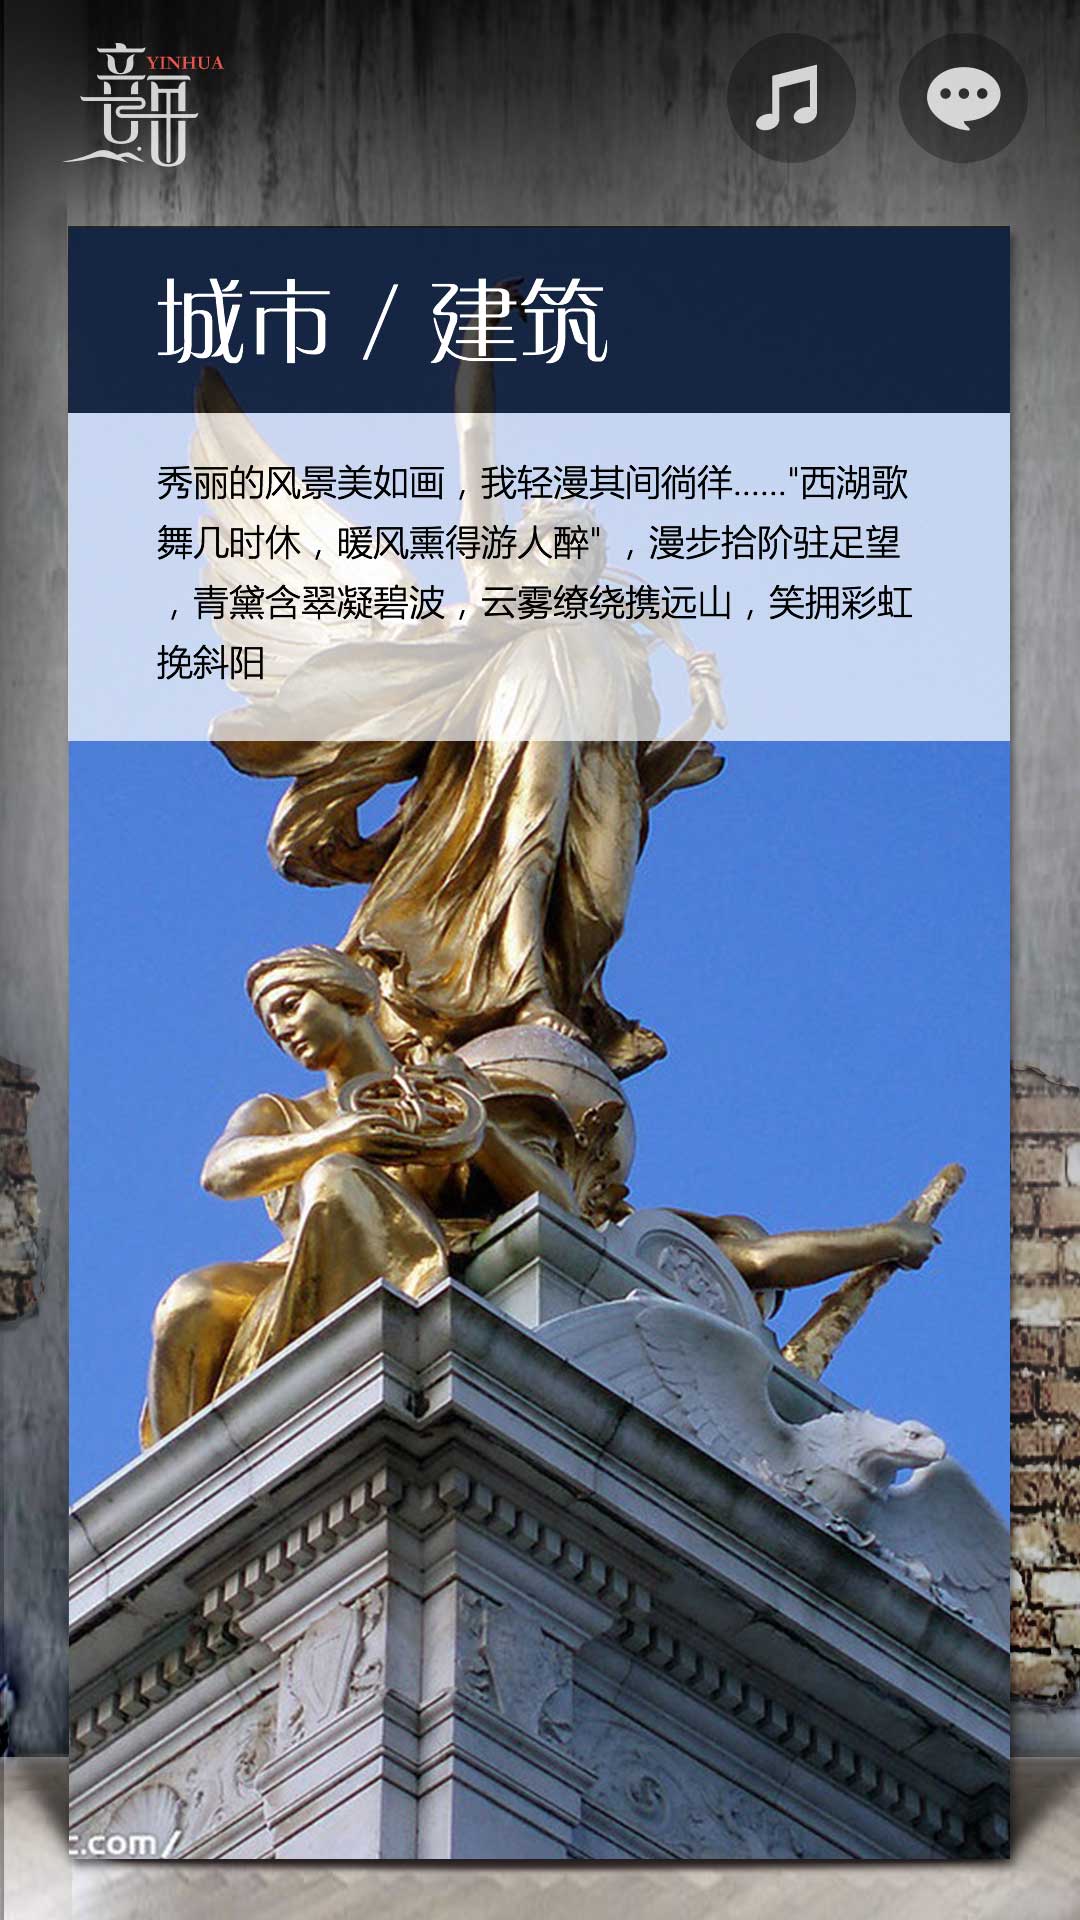 YINHUA
城市 / 建筑
秀丽的风景美如画，我轻漫其间徜徉......"西湖歌
舞几时休，暖风熏得游人醉" ，漫步拾阶驻足望
，青黛含翠凝碧波，云雾缭绕携远山，笑拥彩虹
挽斜阳
c.com/